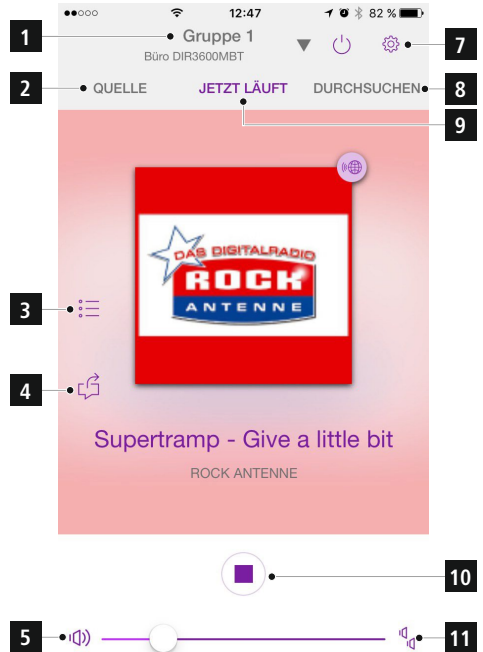 12:47 82 %
1 Gruppe 1 7
Büro DIR3600MBT
2 QUELLE JETZT LÄUFT DURCHSUCHEN 8
9
DAS DIGITALRADIO
ROCK
ANTENNE
3
4
Supertramp - Give a little bit
ROCK ANTENNE
10
5 11